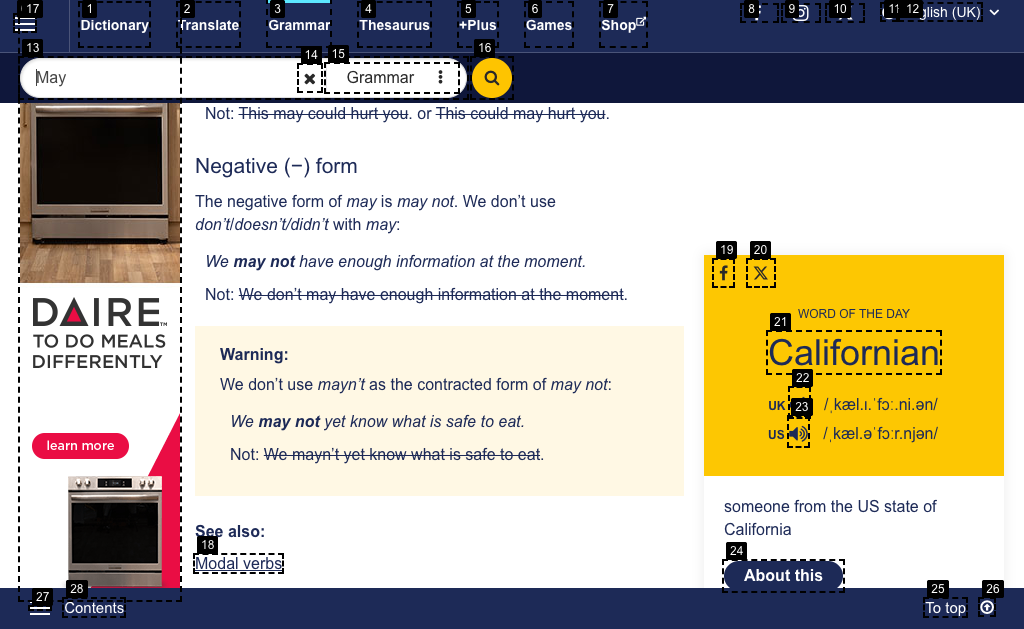 17 1 2 3 4 5 6 7 8 9 10 11 12
Dictionary Translate Grammar Thesaurus +Plus Games Shop glish (UK)
13 14 15 16
May Grammar
Not: This may could hurt you. or This could may hurt you.
Negative (−) form
The negative form of may is may not. We don’t use
don’t/doesn’t/didn’t with may:
We may not have enough information at the moment.
Not: We don’t may have enough information at the moment.
Warning:
We don’t use mayn’t as the contracted form of may not:
We may not yet know what is safe to eat.
Not: We mayn’t yet know what is safe to eat.
See also:
18
Modal verbs
DAIRE™
TO DO MEALS
DIFFERENTLY
learn more
19 20
WORD OF THE DAY
21
Californian
22
UK /ˌkæl.ɪ.ˈfɔː.ni.ən/
23
US /ˌkæl.əˈfɔːr.njən/
someone from the US state of
California
24
About this
27 28 25 26
Contents To top